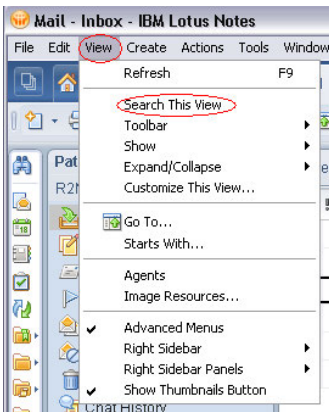 Mail - Inbox - IBM Lotus Notes
File Edit View Create Actions Tools Window
Refresh F9
Search This View
Toolbar
Show
Pat
Expand/Collapse
Customize This View...
Go To...
Starts With...
Agents
Image Resources...
Advanced Menus
Right Sidebar
Right Sidebar Panels
Show Thumbnails Button
Chat History